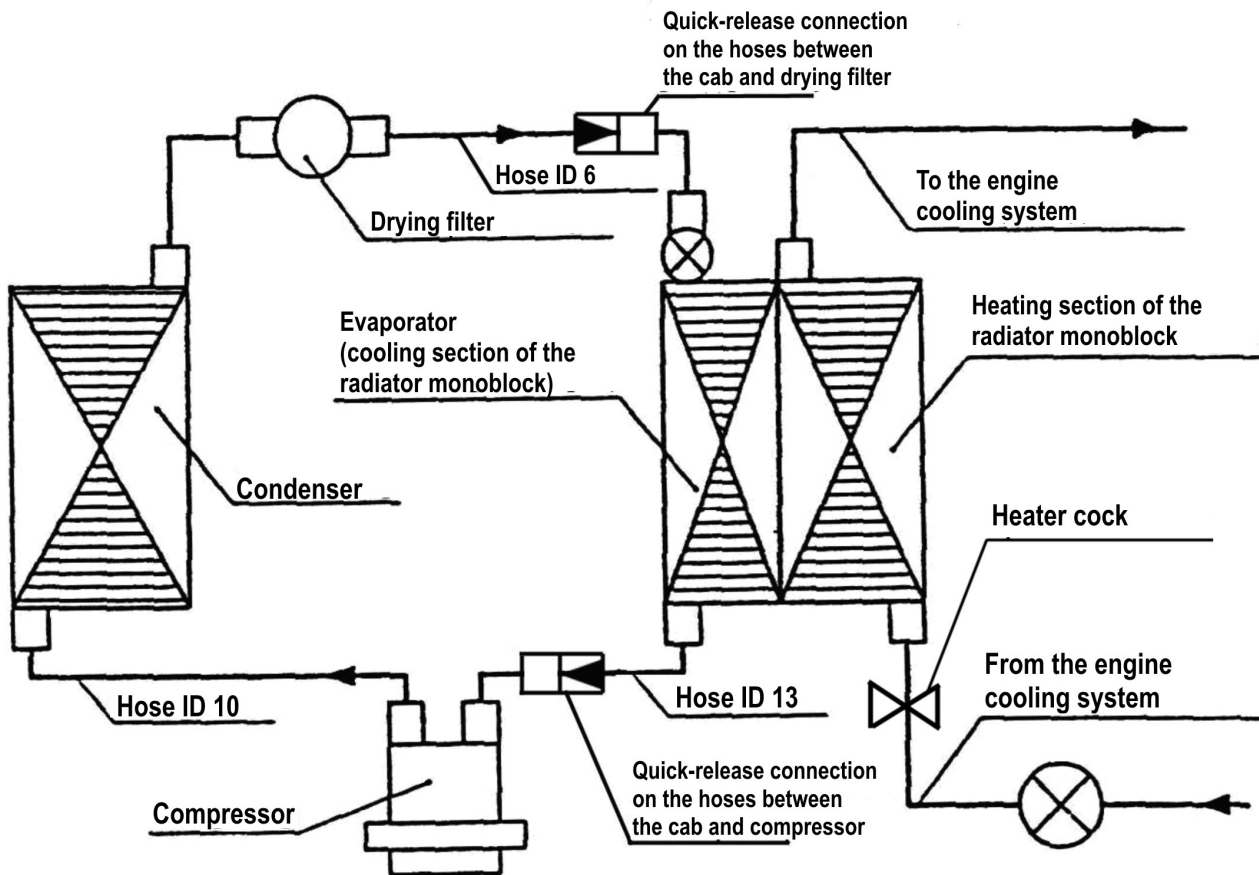 Quick-release connection
on the hoses between
the cab and drying filter
Hose ID 6
Drying filter
To the engine
cooling system
Evaporator
(cooling section of the
radiator monoblock)
Heating section of the
radiator monoblock
Condenser
Heater cock
Hose ID 10
Hose ID 13
From the engine
cooling system
Compressor
Quick-release connection
on the hoses between
the cab and compressor